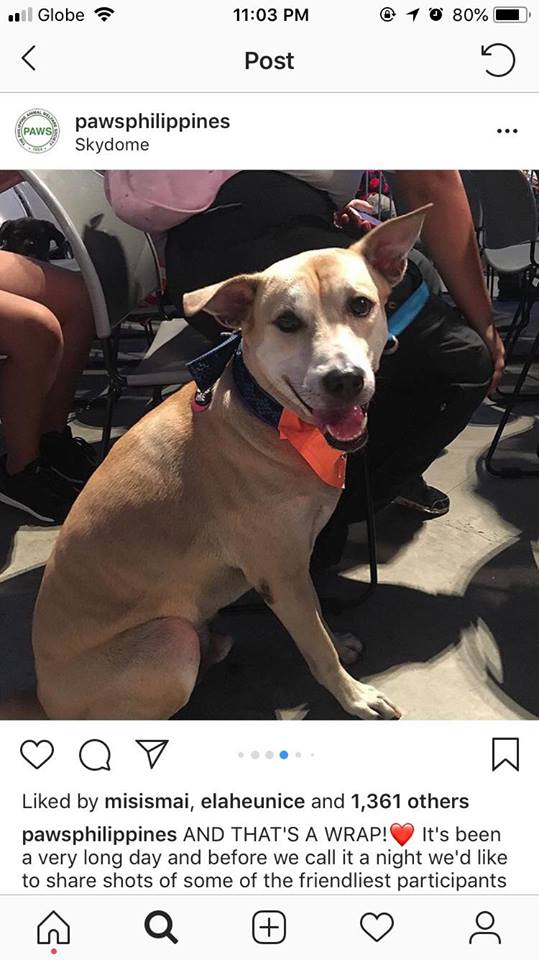 Globe 11:03 PM 80%
Post
PAWS pawsphilippines
Skydome
Liked by misismai, elaheunice and 1,361 others
pawsphilippines AND THAT'S A WRAP!❤️ It's been
a very long day and before we call it a night we'd like
to share shots of some of the friendliest participants